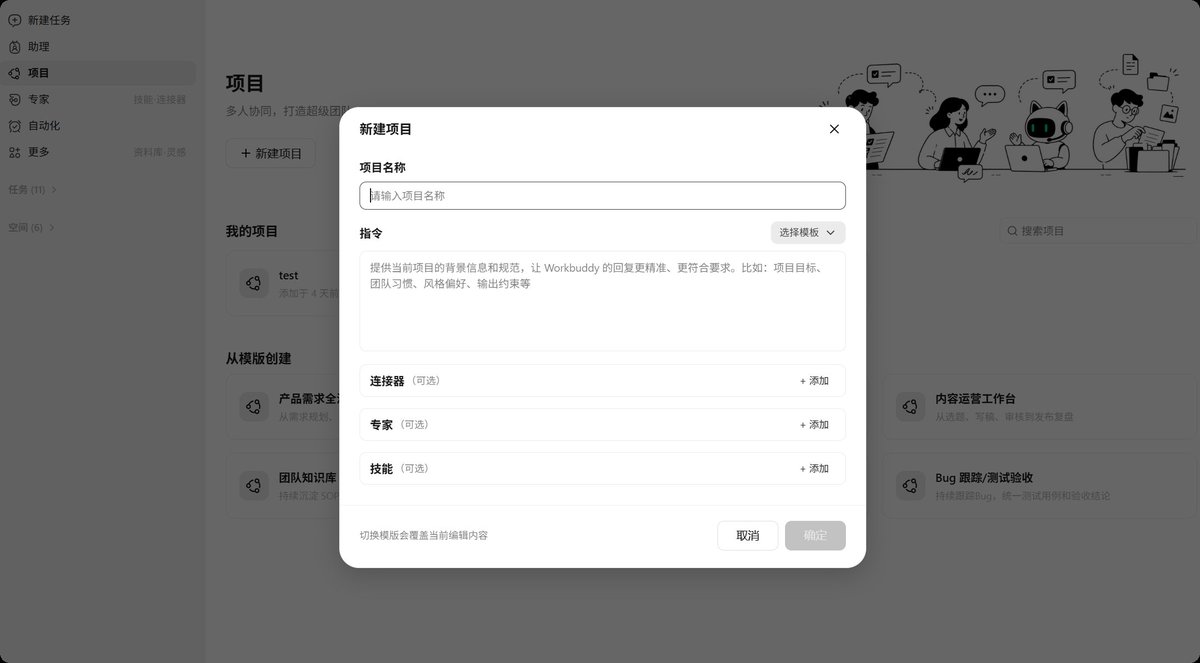 新建任务
助理
项目
专家
技能·连接器
自动化
更多
资料库·灵感
任务 (11)
空间 (6)
项目
多人协同，打造超级团队
+ 新建项目
我的项目
搜索项目
test
添加于 4 天前
从模版创建
产品需求全
从需求规划、
内容运营工作台
从选题、写稿、审核到发布复盘
团队知识库
持续沉淀 SOP
Bug 跟踪/测试验收
持续跟踪Bug，统一测试用例和验收结论
新建项目
项目名称
请输入项目名称
指令
选择模板
提供当前项目的背景信息和规范，让 Workbuddy 的回复更精准、更符合要求。比如：项目目标、
团队习惯、风格偏好、输出约束等
连接器（可选）
+ 添加
专家（可选）
+ 添加
技能（可选）
+ 添加
切换模版会覆盖当前编辑内容
取消
确定